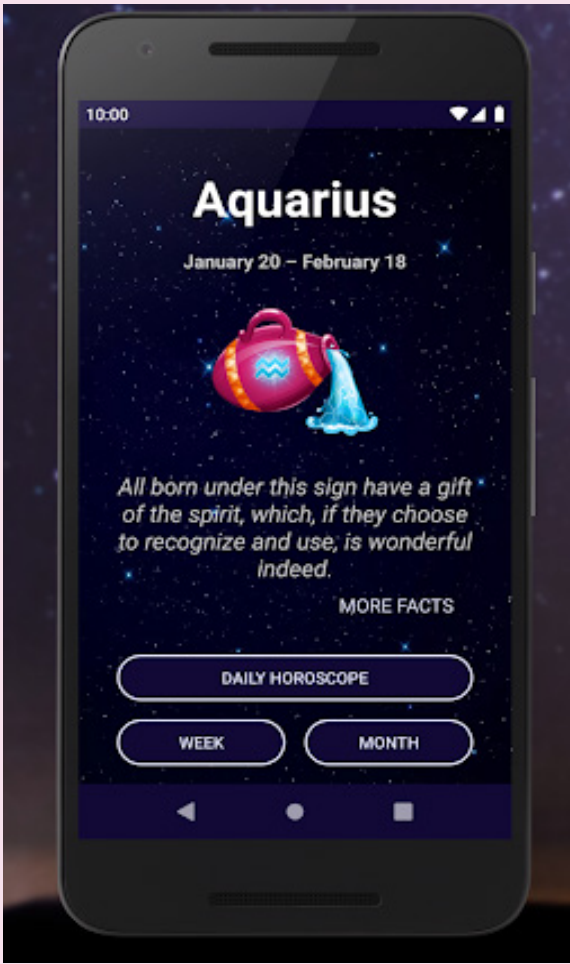 10:00
Aquarius
January 20 – February 18
All born under this sign have a gift
of the spirit, which, if they choose
to recognize and use, is wonderful
indeed.
MORE FACTS
DAILY HOROSCOPE
WEEK
MONTH